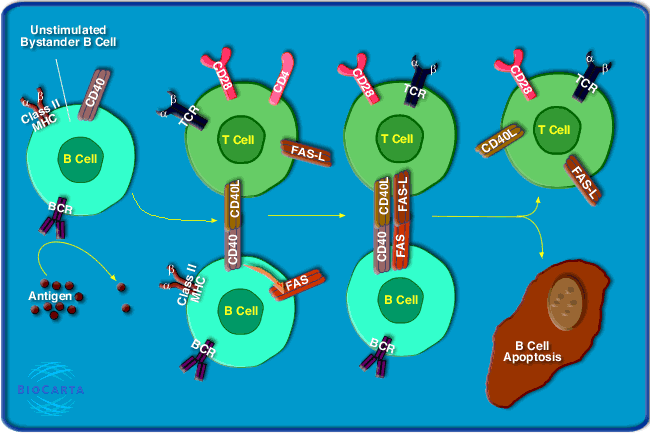 Unstimulated
Bystander B Cell
α β
Class II
MHC
CD40
B Cell
BCR
Antigen
α β
TCR
CD28
CD4
T Cell
FAS-L
CD40L
CD40
α β
Class II
MHC
FAS
B Cell
BCR
CD28
α β
TCR
T Cell
CD40L
FAS-L
CD40
FAS
B Cell
BCR
CD28
α β
TCR
T Cell
CD40L
FAS-L
B Cell
Apoptosis
BIOCARTA